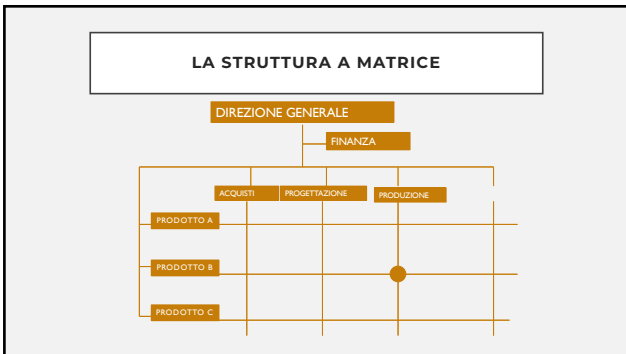 LA STRUTTURA A MATRICE
DIREZIONE GENERALE
FINANZA
ACQUISTI
PROGETTAZIONE
PRODUZIONE
PRODOTTO A
PRODOTTO B
PRODOTTO C